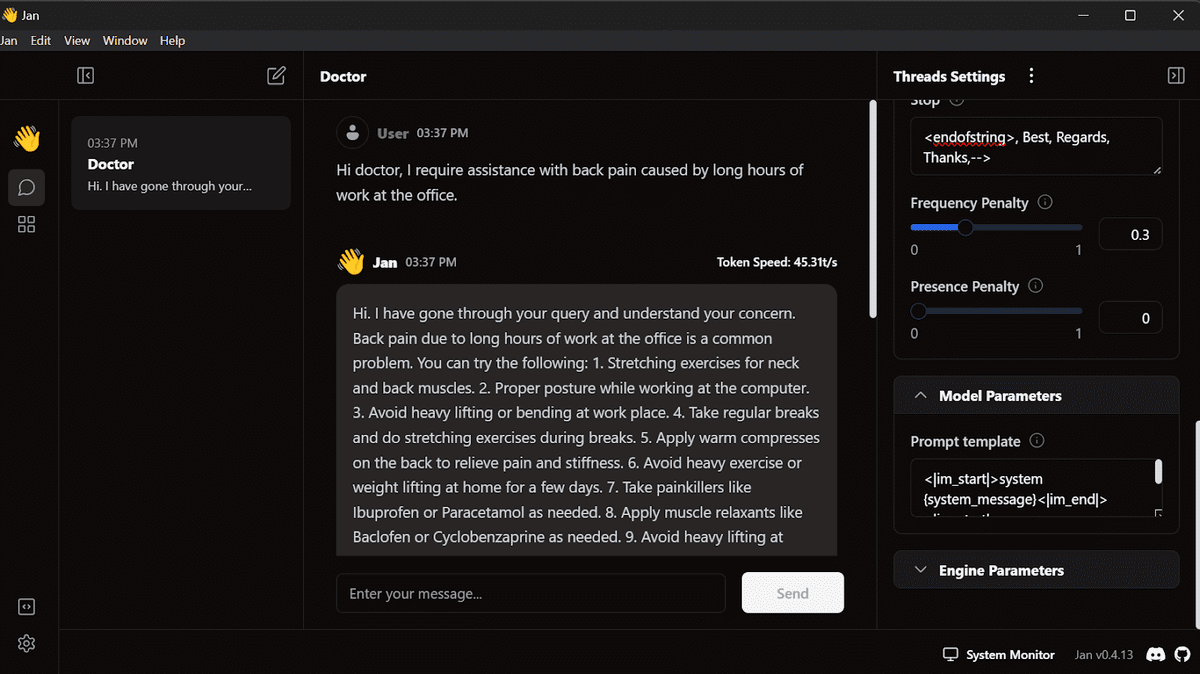 Jan
Jan Edit View Window Help
03:37 PM
Doctor
Hi. I have gone through your...
Doctor
User 03:37 PM
Hi doctor, I require assistance with back pain caused by long hours of
work at the office.
Jan 03:37 PM
Token Speed: 45.31t/s
Hi. I have gone through your query and understand your concern.
Back pain due to long hours of work at the office is a common
problem. You can try the following: 1. Stretching exercises for neck
and back muscles. 2. Proper posture while working at the computer.
3. Avoid heavy lifting or bending at work place. 4. Take regular breaks
and do stretching exercises during breaks. 5. Apply warm compresses
on the back to relieve pain and stiffness. 6. Avoid heavy exercise or
weight lifting at home for a few days. 7. Take painkillers like
Ibuprofen or Paracetamol as needed. 8. Apply muscle relaxants like
Baclofen or Cyclobenzaprine as needed. 9. Avoid heavy lifting at
Enter your message...
Send
Threads Settings
Stop
<endofstring>, Best, Regards,
Thanks,-->
Frequency Penalty
0.3
0 1
Presence Penalty
0
0 1
Model Parameters
Prompt template
<|im_start|>system
{system_message}<|im_end|>
Engine Parameters
System Monitor
Jan v0.4.13